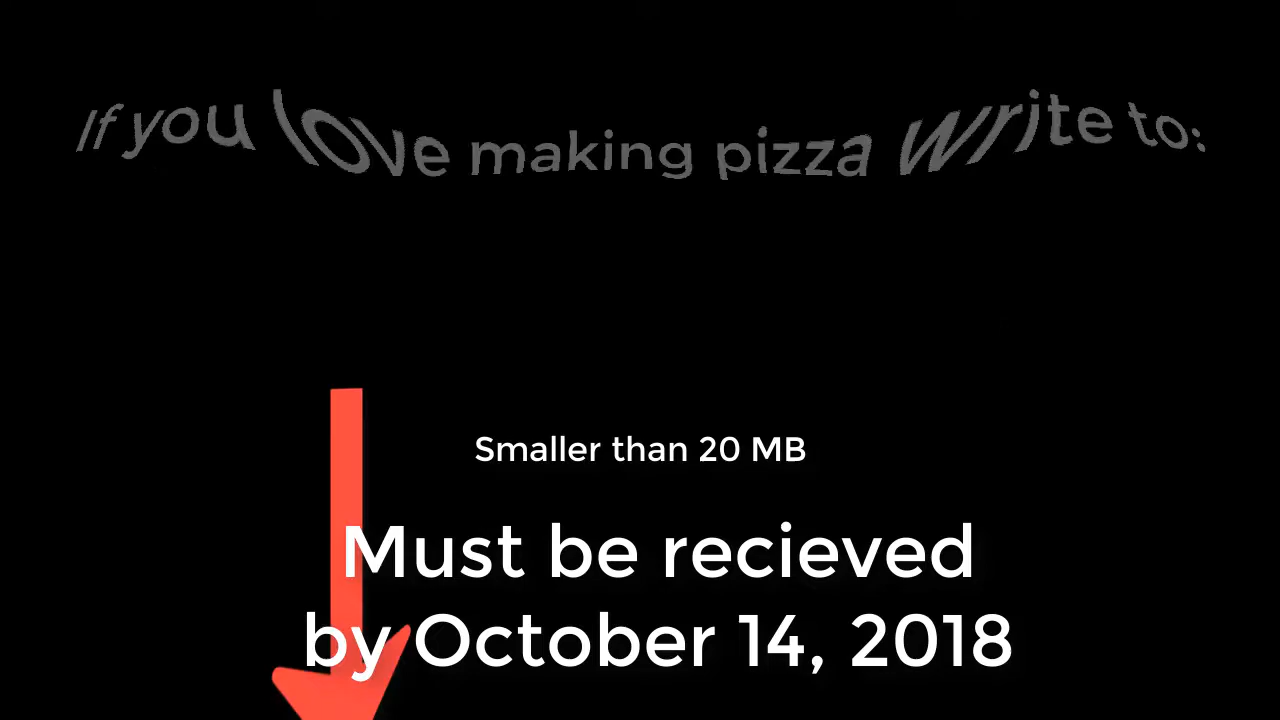 If you love making pizza write to:
Smaller than 20 MB
Must be recieved
by October 14, 2018